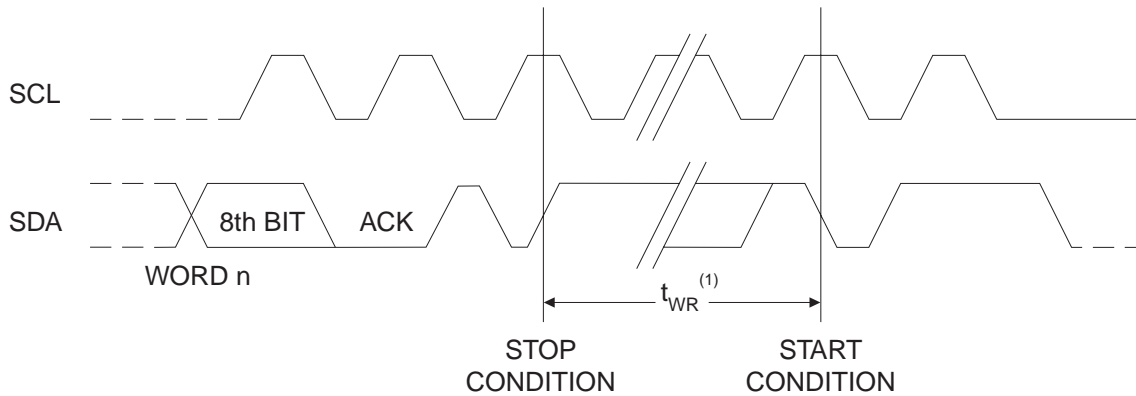 SCL
SDA
8th BIT
ACK
WORD n
tWR(1)
STOP
CONDITION
START
CONDITION